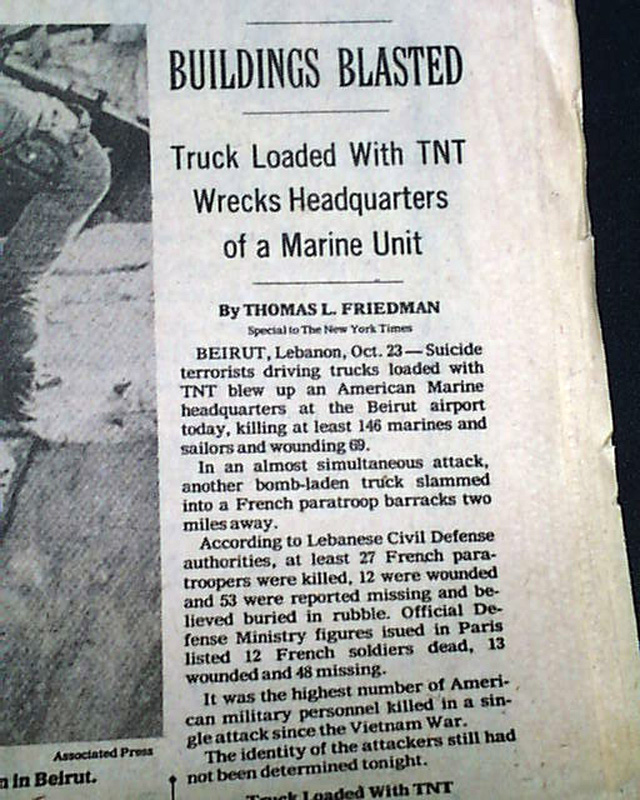 BUILDINGS BLASTED
Truck Loaded With TNT
Wrecks Headquarters
of a Marine Unit
By THOMAS L. FRIEDMAN
Special to The New York Times
BEIRUT, Lebanon, Oct. 23 — Suicide
terrorists driving trucks loaded with
TNT blew up an American Marine
headquarters at the Beirut airport
today, killing at least 146 marines and
sailors and wounding 69.
In an almost simultaneous attack,
another bomb-laden truck slammed
into a French paratroop barracks two
miles away.
According to Lebanese Civil Defense
authorities, at least 27 French para-
troopers were killed, 12 were wounded
and 53 were reported missing and be-
lieved buried in rubble. Official De-
fense Ministry figures isued in Paris
listed 12 French soldiers dead, 13
wounded and 48 missing.
It was the highest number of Ameri-
can military personnel killed in a sin-
gle attack since the Vietnam War.
The identity of the attackers still had
not been determined tonight.
Truck Loaded With TNT
Associated Press
in Beirut.